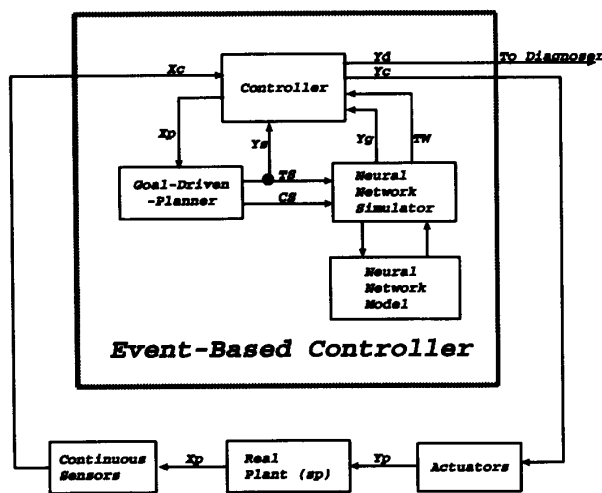 Yd
To Diagnoser
Xc
Yc
Controller
Xp
Ys
Yg
TW
Goal-Driven
-Planner
TS
CS
Neural
Network
Simulator
Neural
Network
Model
Event-Based Controller
Continuous
Sensors
Xp
Real
Plant (sp)
Yp
Actuators